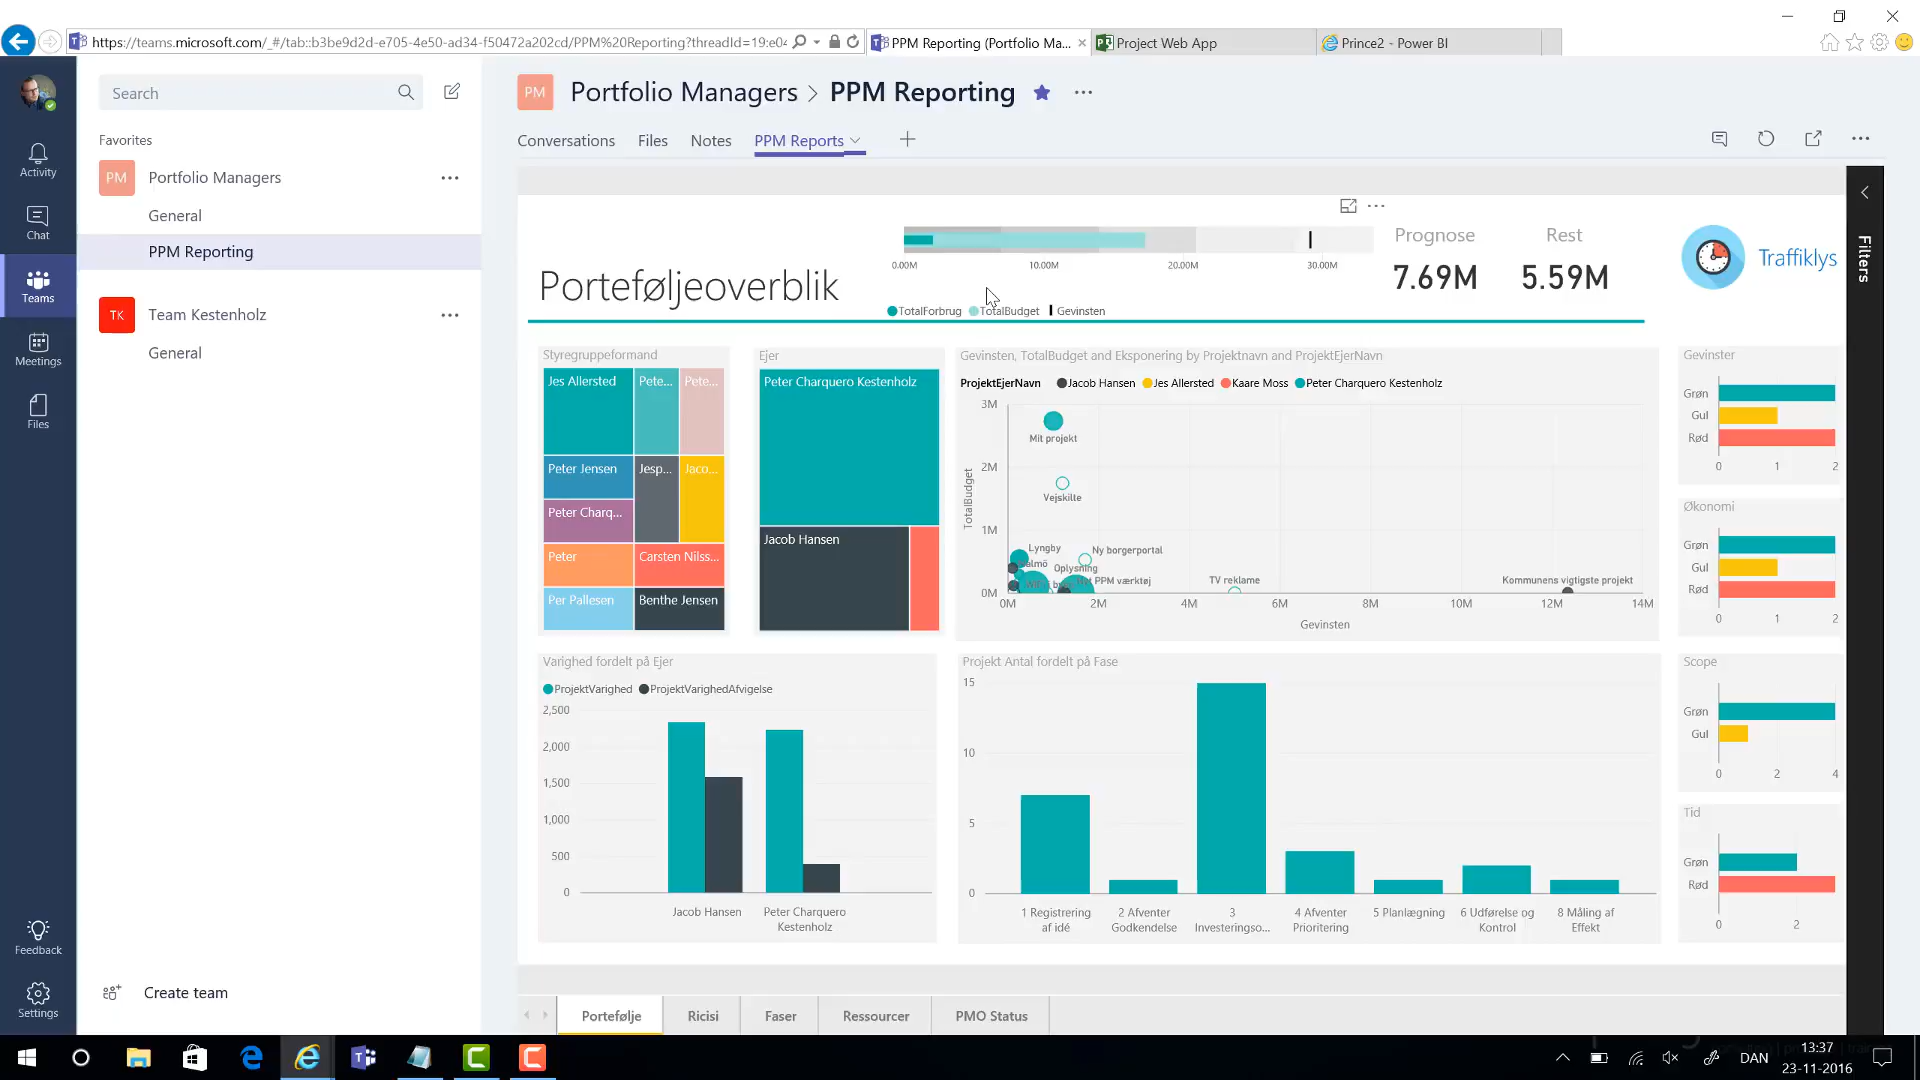 https://teams.microsoft.com/_#/tab::b3be9d2d-e705-4e50-ad34-f50472a202cd/PPM%20Reporting?threadId=19:e04
PPM Reporting (Portfolio Ma...
Project Web App
Prince2 - Power BI
Search
Favorites
PM
Portfolio Managers
General
PPM Reporting
TK
Team Kestenholz
General
Activity
Chat
Teams
Meetings
Files
Feedback
Settings
Create team
PM
Portfolio Managers > PPM Reporting
Conversations
Files
Notes
PPM Reports
Filters
Porteføljeoverblik
0.00M
10.00M
20.00M
30.00M
TotalForbrug
TotalBudget
Gevinsten
Prognose
7.69M
Rest
5.59M
Traffiklys
Styregruppeformand
Jes Allersted
Pete...
Pete...
Peter Jensen
Jesp...
Jaco...
Peter Charq...
Peter
Carsten Nilss...
Per Pallesen
Benthe Jensen
Ejer
Peter Charquero Kestenholz
Jacob Hansen
Gevinsten, TotalBudget and Eksponering by Projektnavn and ProjektEjerNavn
ProjektEjerNavn
Jacob Hansen
Jes Allersted
Kaare Moss
Peter Charquero Kestenholz
TotalBudget
3M
2M
1M
0M
Mit projekt
Vejskilte
Lyngby
Ny borgerportal
Oplysning
PPM værktøj
TV reklame
Kommunens vigtigste projekt
0M
2M
4M
6M
8M
10M
12M
14M
Gevinsten
Gevinster
Grøn
Gul
Rød
0
1
2
Økonomi
Grøn
Gul
Rød
0
1
2
Scope
Grøn
Gul
0
2
4
Tid
Grøn
Rød
0
2
Varighed fordelt på Ejer
ProjektVarighed
ProjektVarighedAfvigelse
2,500
2,000
1,500
1,000
500
0
Jacob Hansen
Peter Charquero
Kestenholz
Projekt Antal fordelt på Fase
15
10
5
0
1 Registrering
af idé
2 Afventer
Godkendelse
3
Investeringso...
4 Afventer
Prioritering
5 Planlægning
6 Udførelse og
Kontrol
8 Måling af
Effekt
Portefølje
Ricisi
Faser
Ressourcer
PMO Status
DAN
13:37
23-11-2016